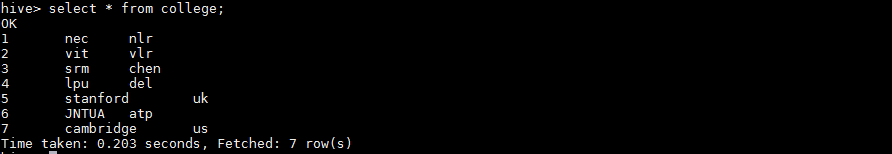 hive> select * from college;
OK
1 nec nlr
2 vit vlr
3 srm chen
4 lpu del
5 stanford uk
6 JNTUA atp
7 cambridge us
Time taken: 0.203 seconds, Fetched: 7 row(s)